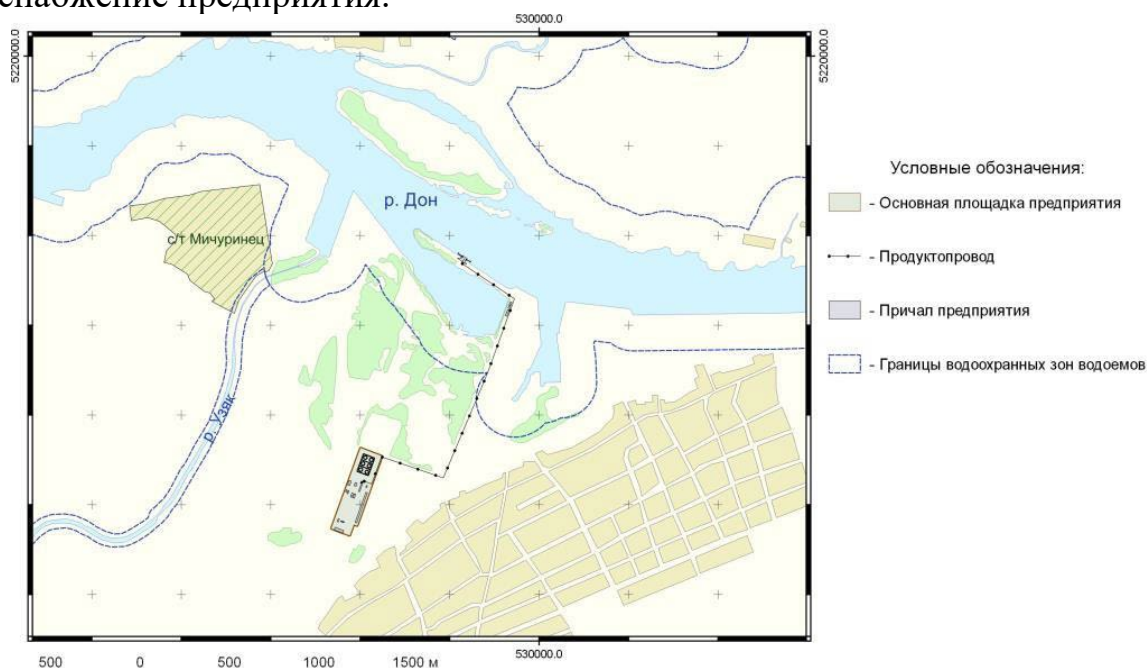 снабжение предприятия.
530000.0
5220000.0
5220000.0
р. Дон
с/т Мичуринец
р. Узяк
Условные обозначения:
- Основная площадка предприятия
- Продуктопровод
- Причал предприятия
- Границы водоохранных зон водоемов
530000.0
500 0 500 1000 1500 м